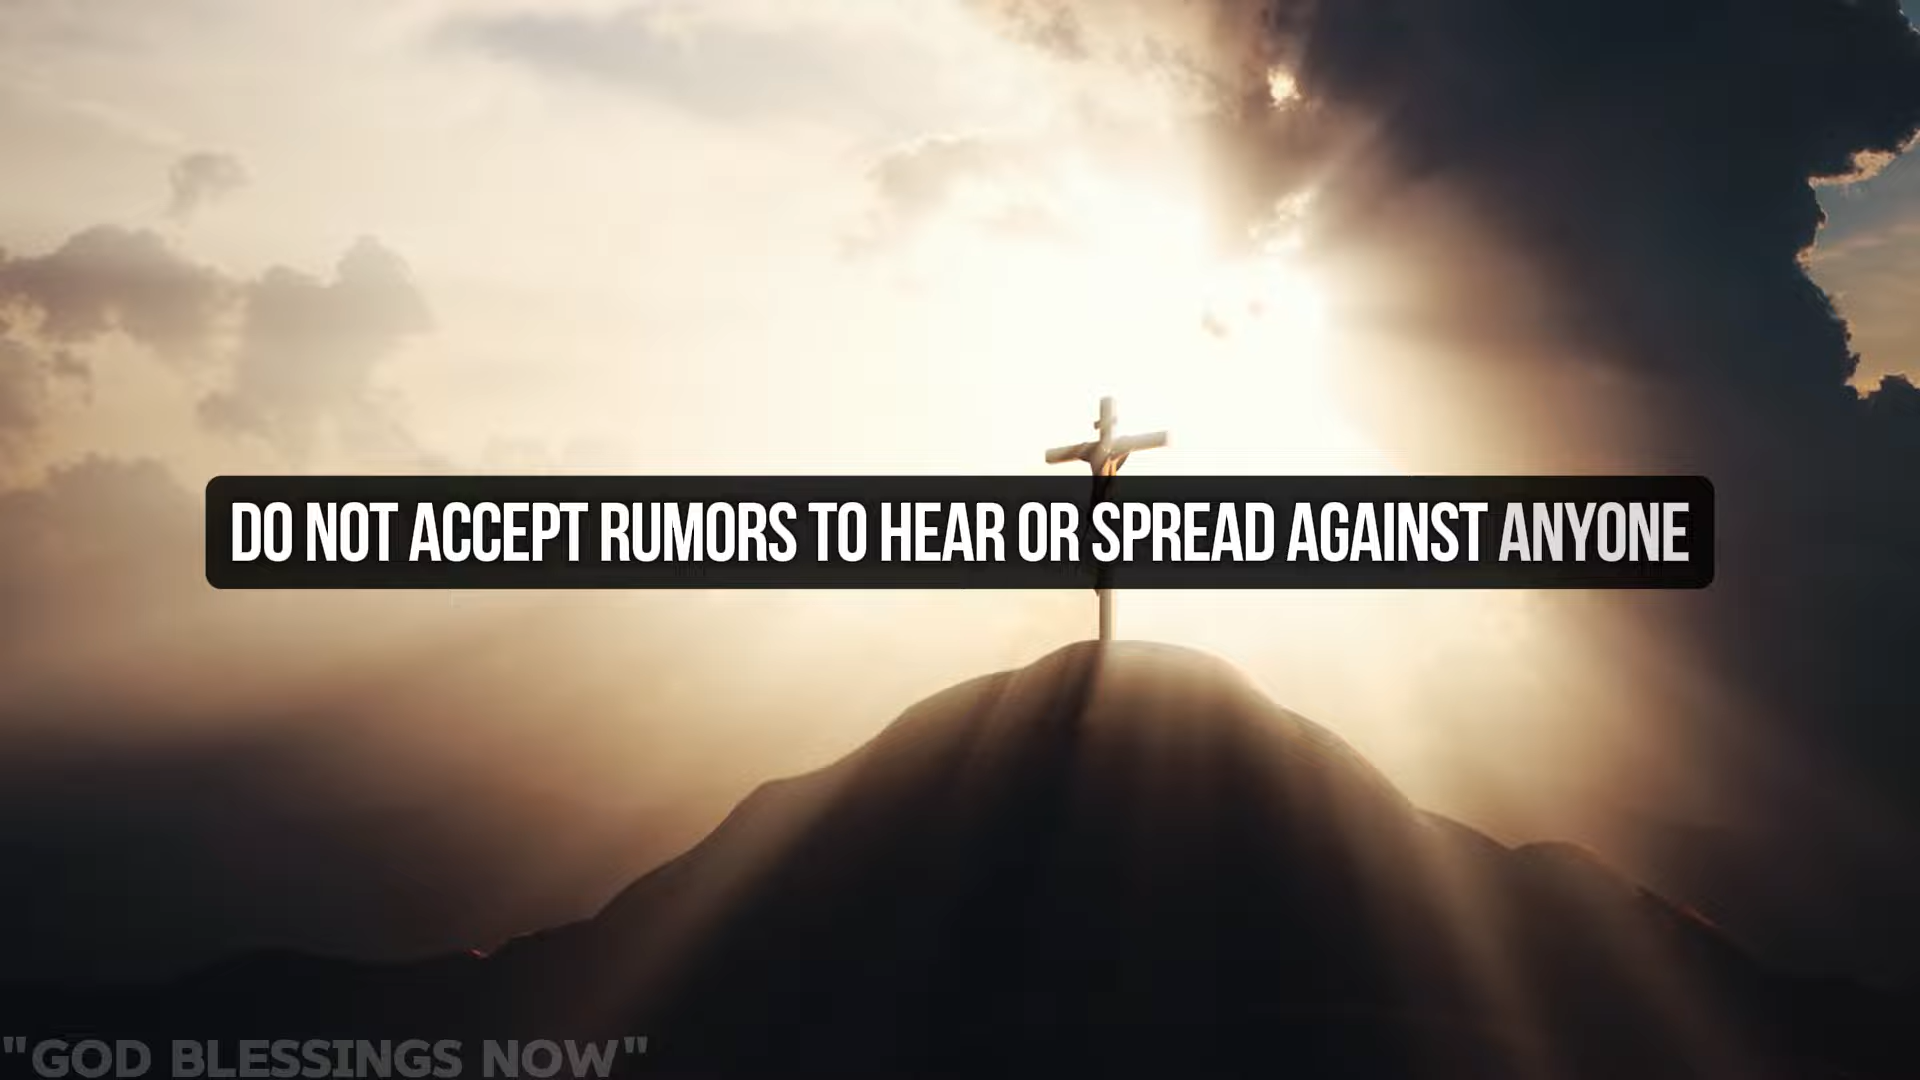 DO NOT ACCEPT RUMORS TO HEAR OR SPREAD AGAINST ANYONE
"GOD BLESSINGS NOW"